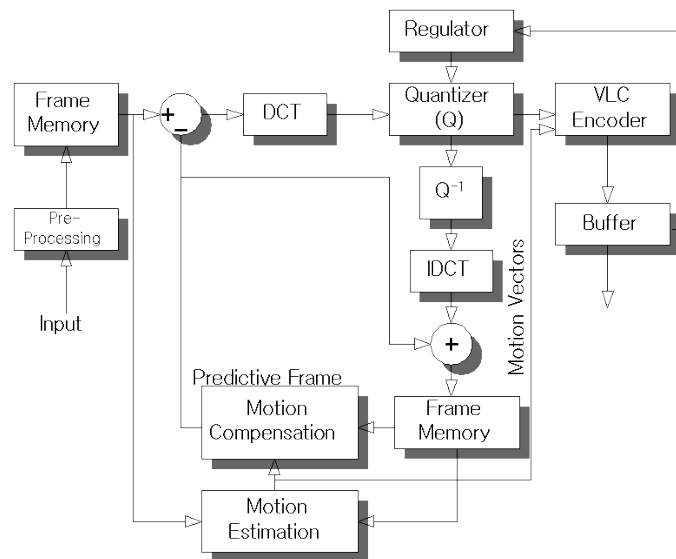 Regulator
Frame
Memory
+
−
DCT
Quantizer
(Q)
VLC
Encoder
Pre-
Processing
Q⁻¹
Buffer
IDCT
Motion Vectors
Input
+
Predictive Frame
Motion
Compensation
Frame
Memory
Motion
Estimation